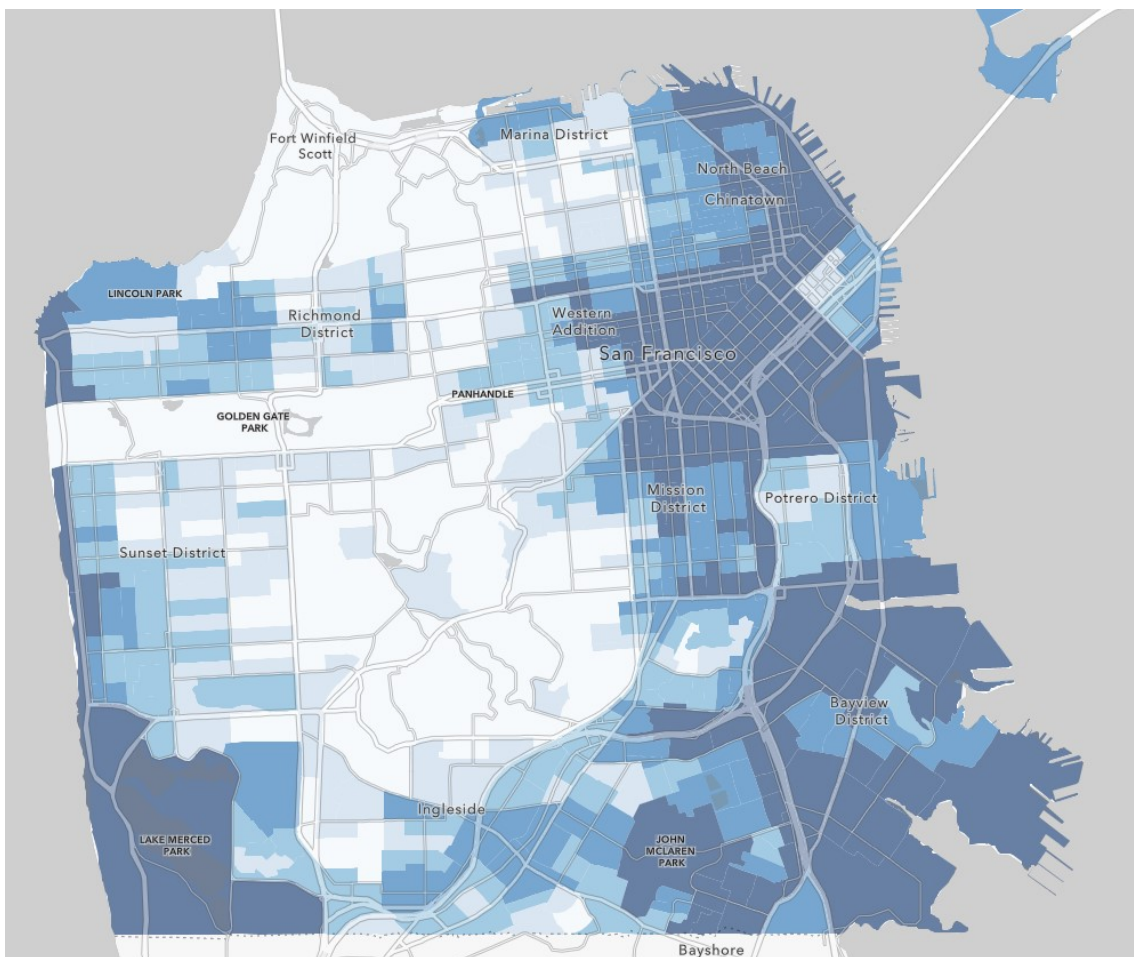 Marina District
Fort Winfield
Scott
North Beach
Chinatown
LINCOLN PARK
Richmond
District
Western
Addition
San Francisco
PANHANDLE
GOLDEN GATE
PARK
Mission
District
Potrero District
Sunset District
Bayview
District
Ingleside
LAKE MERCED
PARK
JOHN
MCLAREN
PARK
Bayshore